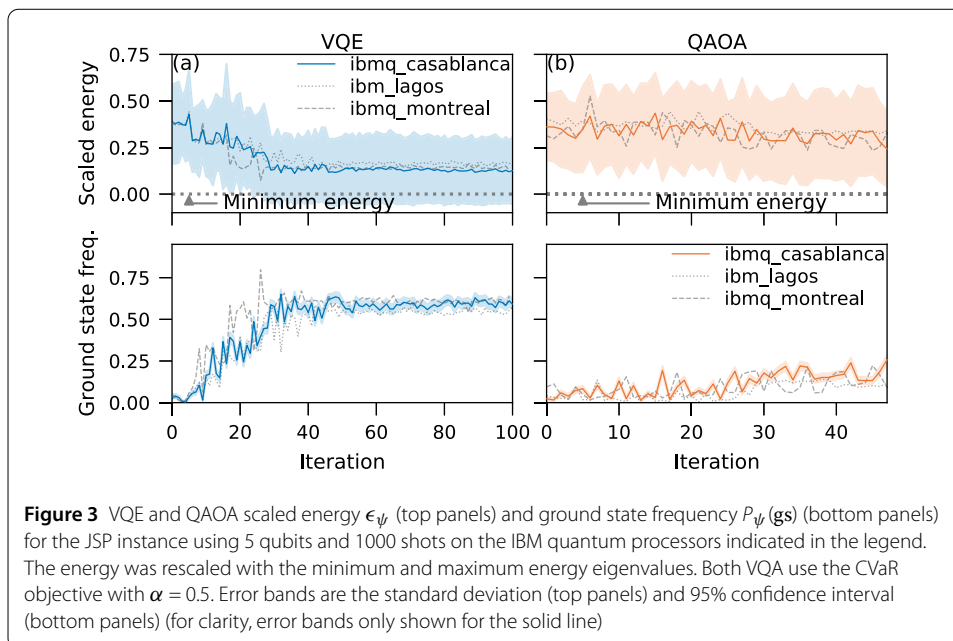 VQE
QAOA
(a)
ibmq_casablanca
ibm_lagos
ibmq_montreal
(b)
Scaled energy
0.75
0.50
0.25
0.00
Minimum energy
Minimum energy
Ground state freq.
0.75
0.50
0.25
0.00
ibmq_casablanca
ibm_lagos
ibmq_montreal
0 20 40 60 80 100
0 10 20 30 40
Iteration
Iteration
Figure 3 VQE and QAOA scaled energy ϵψ (top panels) and ground state frequency Pψ(gs) (bottom panels)
for the JSP instance using 5 qubits and 1000 shots on the IBM quantum processors indicated in the legend.
The energy was rescaled with the minimum and maximum energy eigenvalues. Both VQA use the CVaR
objective with α = 0.5. Error bands are the standard deviation (top panels) and 95% confidence interval
(bottom panels) (for clarity, error bands only shown for the solid line)